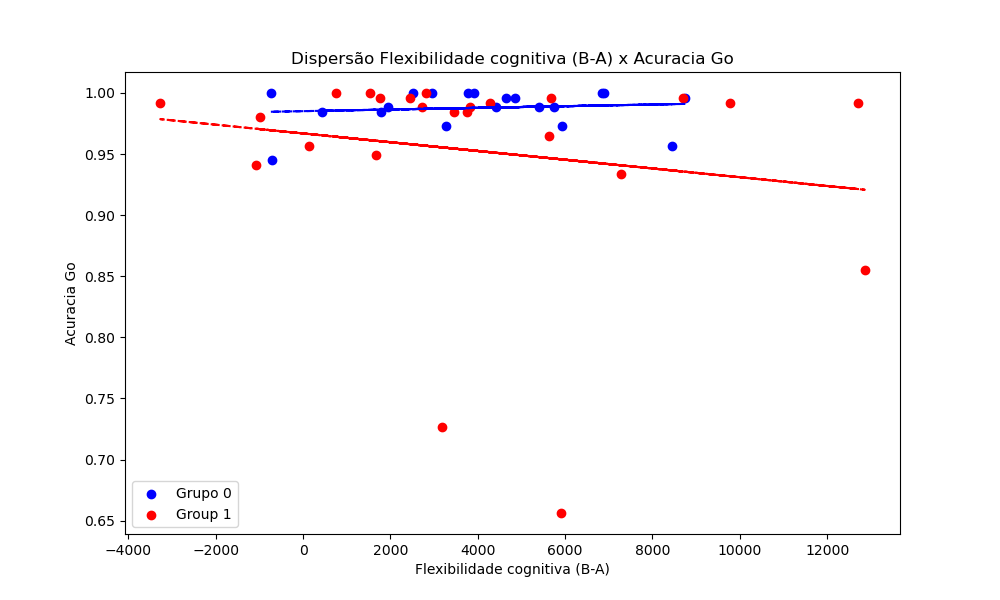 Dispersão Flexibilidade cognitiva (B-A) x Acuracia Go
1.00
0.95
0.90
0.85
0.80
0.75
0.70
0.65
Acuracia Go
Grupo 0
Group 1
−4000 −2000 0 2000 4000 6000 8000 10000 12000
Flexibilidade cognitiva (B-A)